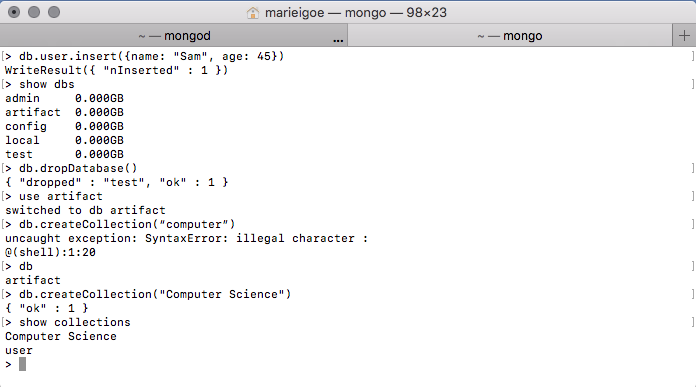 marieigoe — mongo — 98×23
~ — mongod ... ~ — mongo +
[> db.user.insert({name: "Sam", age: 45}) ]
WriteResult({ "nInserted" : 1 })
[> show dbs ]
admin 0.000GB
artifact 0.000GB
config 0.000GB
local 0.000GB
test 0.000GB
[> db.dropDatabase() ]
{ "dropped" : "test", "ok" : 1 }
[> use artifact ]
switched to db artifact
[> db.createCollection(“computer”) ]
uncaught exception: SyntaxError: illegal character :
@(shell):1:20
[> db ]
artifact
[> db.createCollection("Computer Science") ]
{ "ok" : 1 }
[> show collections ]
Computer Science
user
>